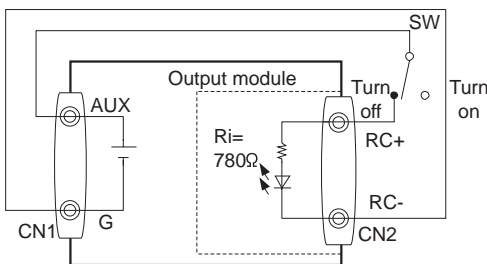 SW
Output module
Turn
off
Turn
on
AUX
Ri=
780Ω
RC+
RC-
CN1
G
CN2